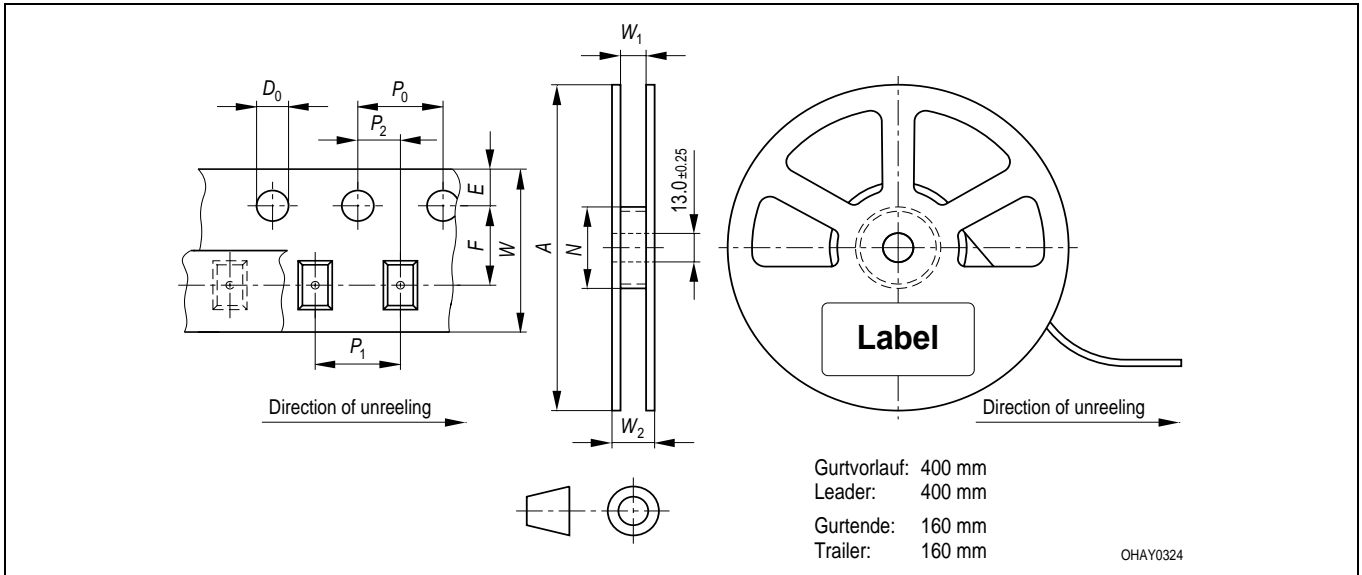 W1
D0
P0
P2
E
F
W
P1
Direction of unreeling
A
N
13.0 ±0.25
W2
Label
Direction of unreeling
Gurtvorlauf: 400 mm
Leader: 400 mm
Gurtende: 160 mm
Trailer: 160 mm
OHAY0324